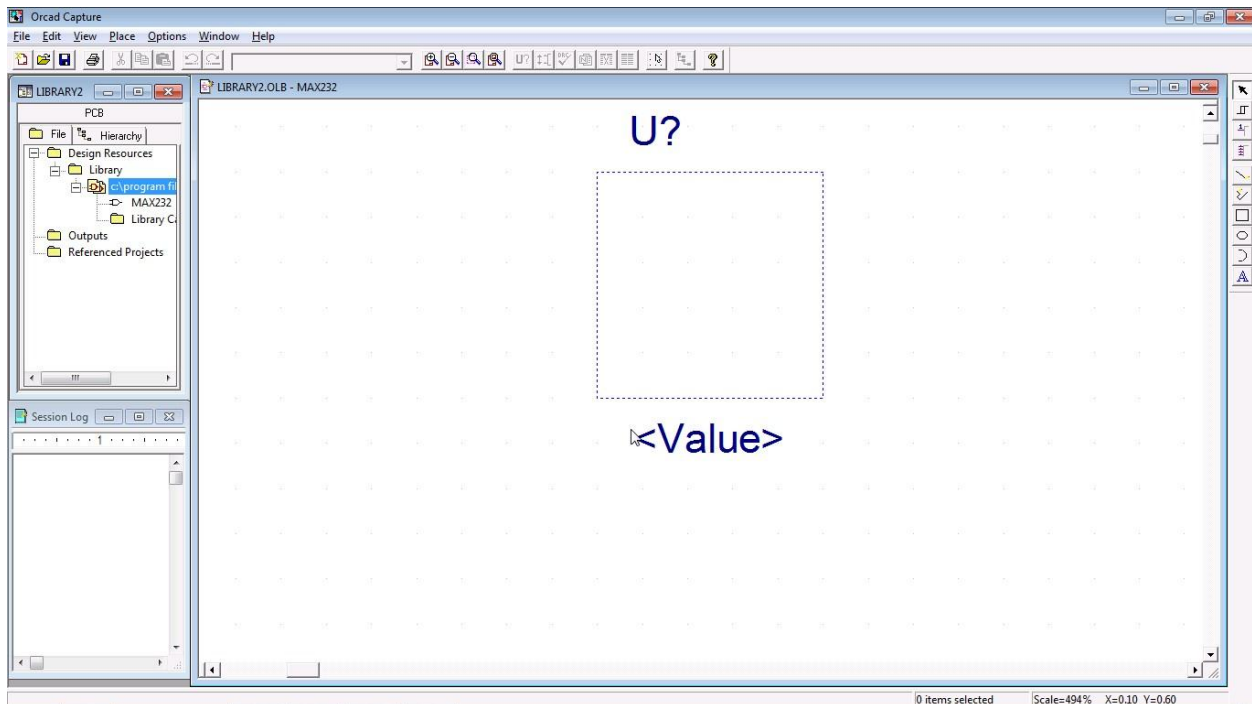 Orcad Capture
File Edit View Place Options Window Help
U?
LIBRARY2
PCB
File Hierarchy
Design Resources
Library
c:\program fil
MAX232
Library Ca
Outputs
Referenced Projects
Session Log
1
LIBRARY2.OLB - MAX232
U?
<Value>
A
0 items selected Scale=494% X=0.10 Y=0.60